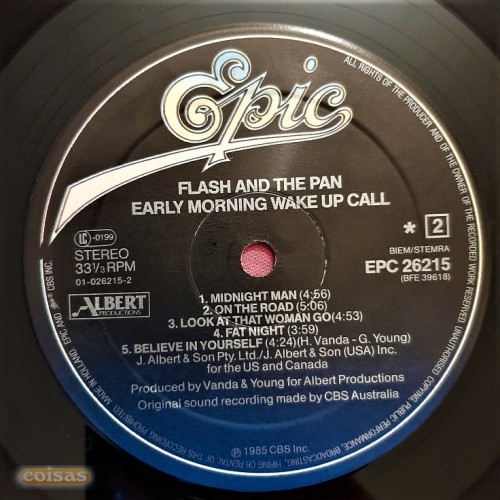 Epic
FLASH AND THE PAN
EARLY MORNING WAKE UP CALL
* 2
LC -0199
STEREO
33⅓ RPM
01-026215-2
BIEM/STEMRA
EPC 26215
(BFE 39618)
ALBERT
PRODUCTIONS
1. MIDNIGHT MAN (4:56)
2. ON THE ROAD (5:06)
3. LOOK AT THAT WOMAN GO (4:53)
4. FAT NIGHT (3:59)
5. BELIEVE IN YOURSELF (4:24)(H. Vanda - G. Young)
J. Albert & Son Pty. Ltd./J. Albert & Son (USA) Inc.
for the US and Canada
Produced by Vanda & Young for Albert Productions
Original sound recording made by CBS Australia
℗ 1985 CBS Inc.
ALL RIGHTS OF THE PRODUCER AND OF THE OWNER OF THE RECORDED WORK RESERVED UNAUTHORISED COPYING, PUBLIC PERFORMANCE, BROADCASTING, HIRING OR RENTAL OF THIS RECORDING PROHIBITED MADE IN HOLLAND. EPIC AND
CBS INC.
coisas